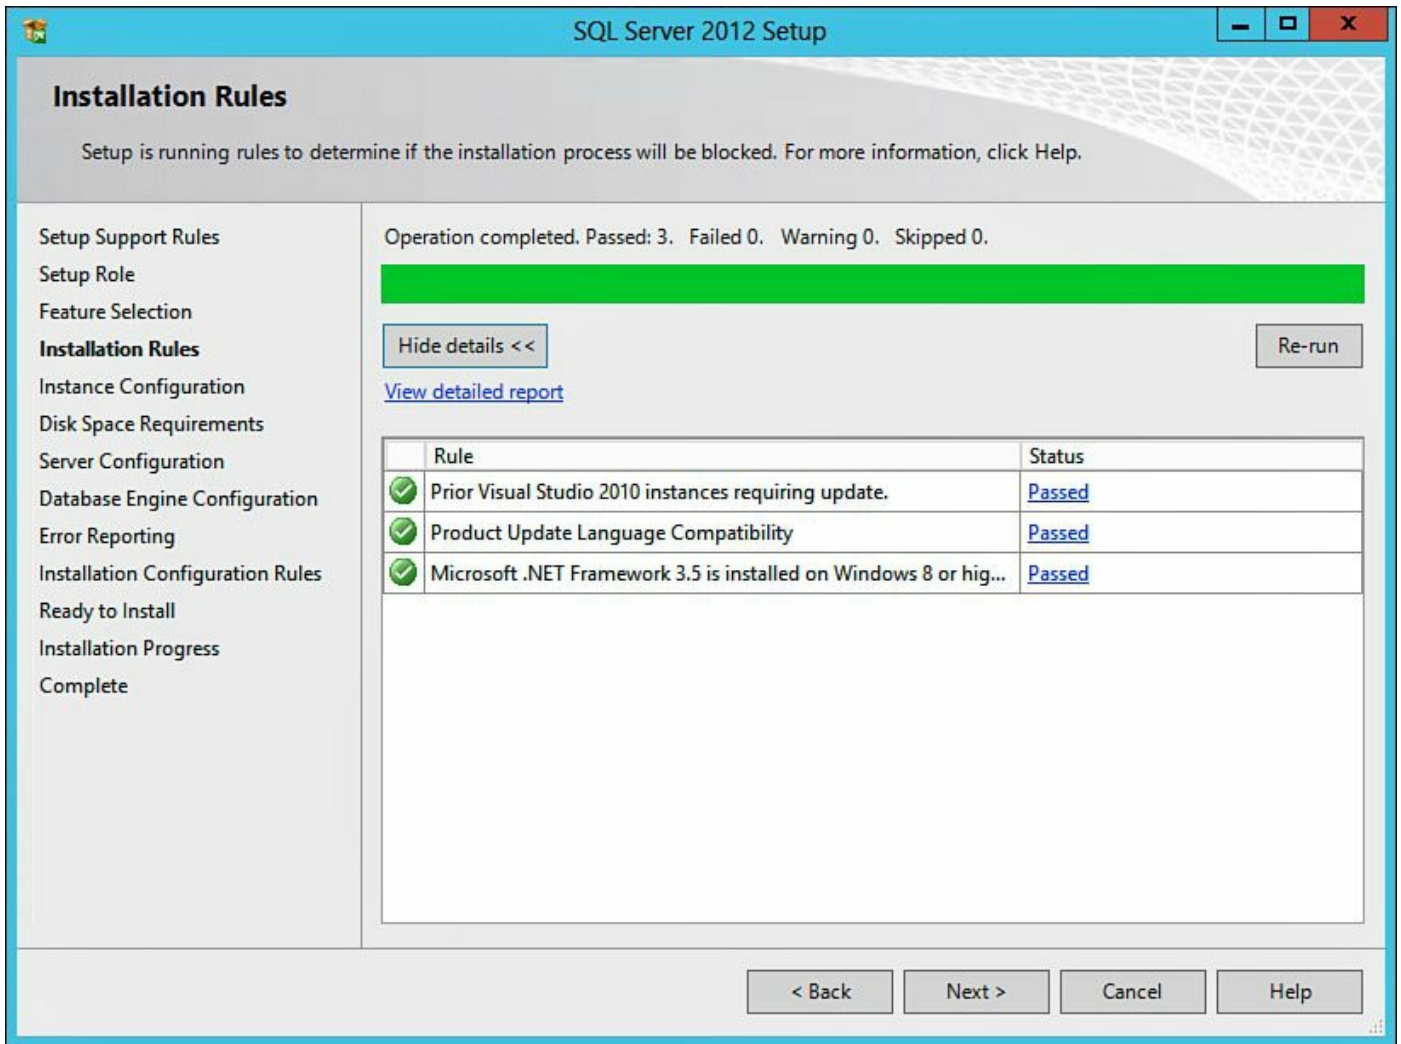 SQL Server 2012 Setup
Installation Rules
Setup is running rules to determine if the installation process will be blocked. For more information, click Help.
Setup Support Rules
Setup Role
Feature Selection
Installation Rules
Instance Configuration
Disk Space Requirements
Server Configuration
Database Engine Configuration
Error Reporting
Installation Configuration Rules
Ready to Install
Installation Progress
Complete
Operation completed. Passed: 3.   Failed 0.   Warning 0.   Skipped 0.
Hide details <<
Re-run
View detailed report
Rule Status
Prior Visual Studio 2010 instances requiring update. Passed
Product Update Language Compatibility Passed
Microsoft .NET Framework 3.5 is installed on Windows 8 or hig... Passed
< Back Next > Cancel Help